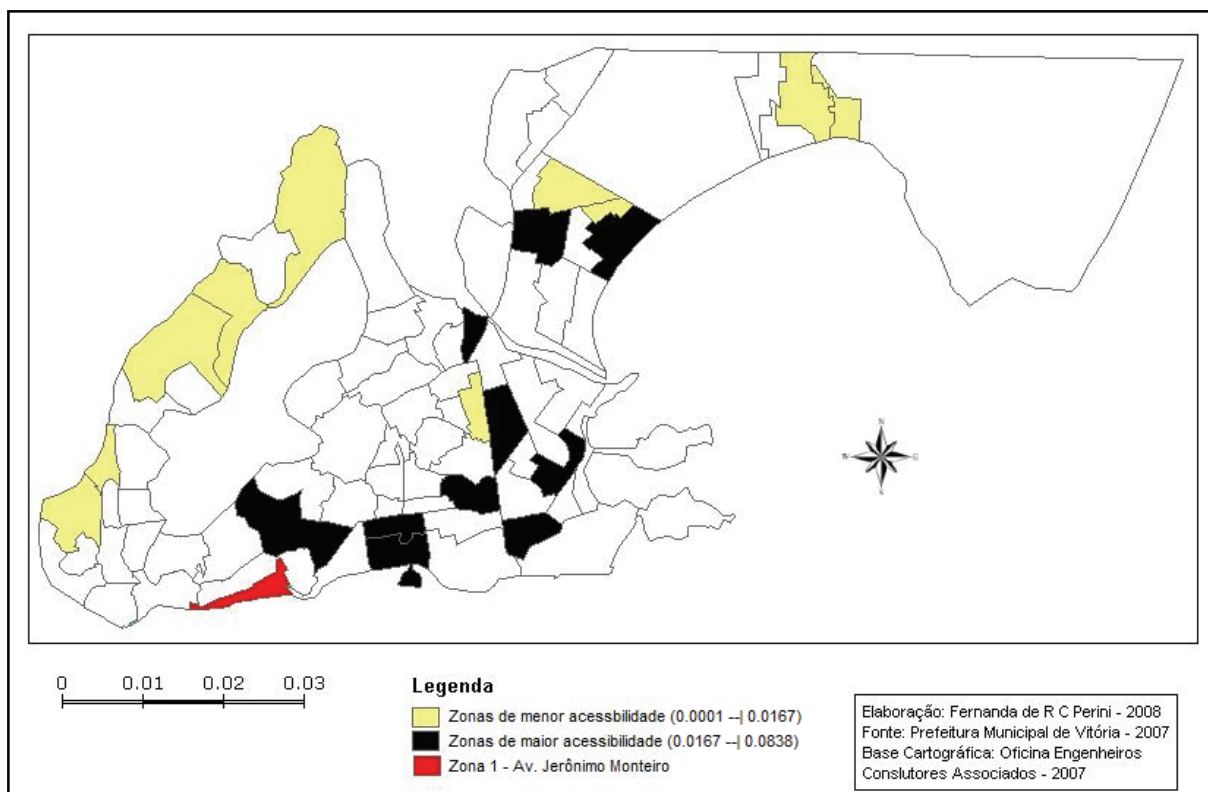 N
W
E
S
0 0.01 0.02 0.03
Legenda
Zonas de menor acessbilidade (0.0001 --| 0.0167)
Zonas de maior acessibilidade (0.0167 --| 0.0838)
Zona 1 - Av. Jerônimo Monteiro
Elaboração: Fernanda de R C Perini - 2008
Fonte: Prefeitura Municipal de Vitória - 2007
Base Cartográfica: Oficina Engenheiros
Conslutores Associados - 2007